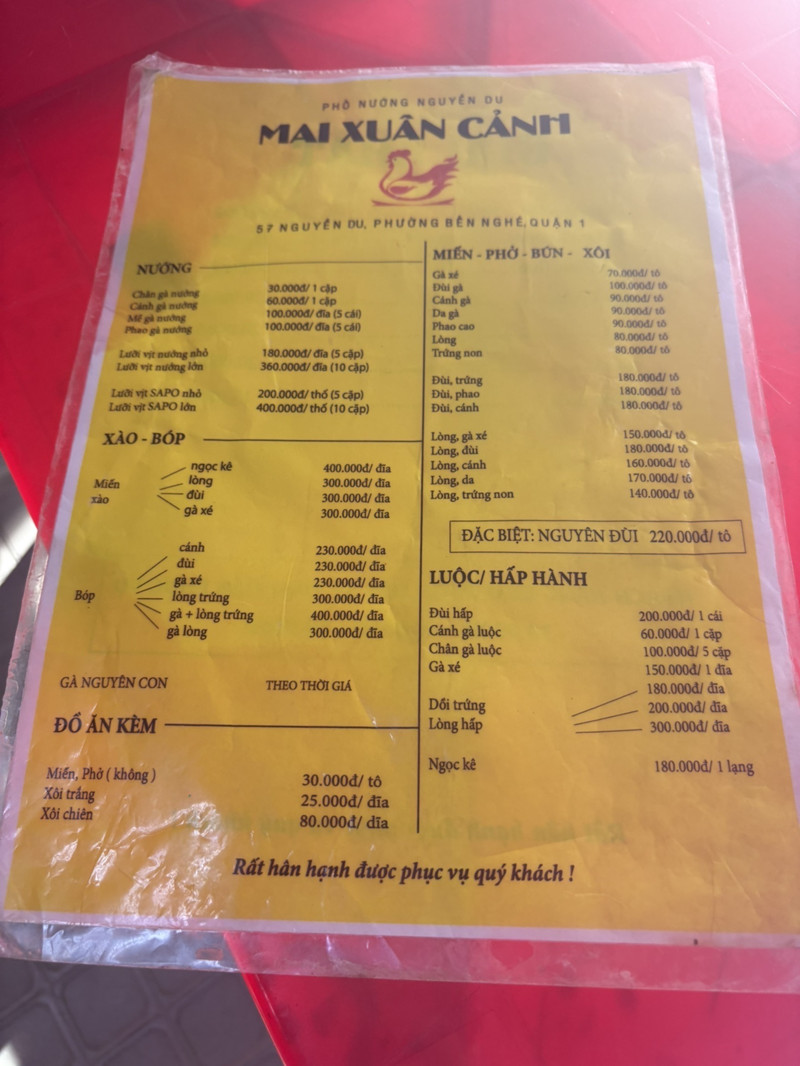 PHỐ NƯỚNG NGUYỄN DU
MAI XUÂN CẢNH
57 NGUYỄN DU, PHƯỜNG BẾN NGHÉ, QUẬN 1
NƯỚNG
Chân gà nướng 30.000đ/ 1 cặp
Cánh gà nướng 60.000đ/ 1 cặp
Mề gà nướng 100.000đ/ đĩa (5 cái)
Phao gà nướng 100.000đ/ đĩa (5 cái)
Lưỡi vịt nướng nhỏ 180.000đ/ đĩa (5 cặp)
Lưỡi vịt nướng lớn 360.000đ/ đĩa (10 cặp)
Lưỡi vịt SAPO nhỏ 200.000đ/ thố (5 cặp)
Lưỡi vịt SAPO lớn 400.000đ/ thố (10 cặp)
XÀO - BÓP
Miến xào
ngọc kê 400.000đ/ đĩa
lòng 300.000đ/ đĩa
đùi 300.000đ/ đĩa
gà xé 300.000đ/ đĩa
Bóp
cánh 230.000đ/ đĩa
đùi 230.000đ/ đĩa
gà xé 230.000đ/ đĩa
lòng trứng 300.000đ/ đĩa
gà + lòng trứng 400.000đ/ đĩa
gà lòng 300.000đ/ đĩa
GÀ NGUYÊN CON THEO THỜI GIÁ
ĐỒ ĂN KÈM
Miến, Phở ( không ) 30.000đ/ tô
Xôi trắng 25.000đ/ đĩa
Xôi chiên 80.000đ/ dĩa
MIẾN - PHỞ - BÚN - XÔI
Gà xé 70.000đ/ tô
Đùi gà 100.000đ/ tô
Cánh gà 90.000đ/ tô
Da gà 90.000đ/ tô
Phao cao 90.000đ/ tô
Lòng 80.000đ/ tô
Trứng non 80.000đ/ tô
Đùi, trứng 180.000đ/ tô
Đùi, phao 180.000đ/ tô
Đùi, cánh 180.000đ/ tô
Lòng, gà xé 150.000đ/ tô
Lòng, đùi 180.000đ/ tô
Lòng, cánh 160.000đ/ tô
Lòng, da 170.000đ/ tô
Lòng, trứng non 140.000đ/ tô
ĐẶC BIỆT: NGUYÊN ĐÙI 220.000đ/ tô
LUỘC/ HẤP HÀNH
Đùi hấp 200.000đ/ 1 cái
Cánh gà luộc 60.000đ/ 1 cặp
Chân gà luộc 100.000đ/ 5 cặp
Gà xé 150.000đ/ 1 đĩa
180.000đ/ đĩa
Dồi trứng 200.000đ/ đĩa
Lòng hấp 300.000đ/ đĩa
Ngọc kê 180.000đ/ 1 lạng
Rất hân hạnh được phục vụ quý khách !